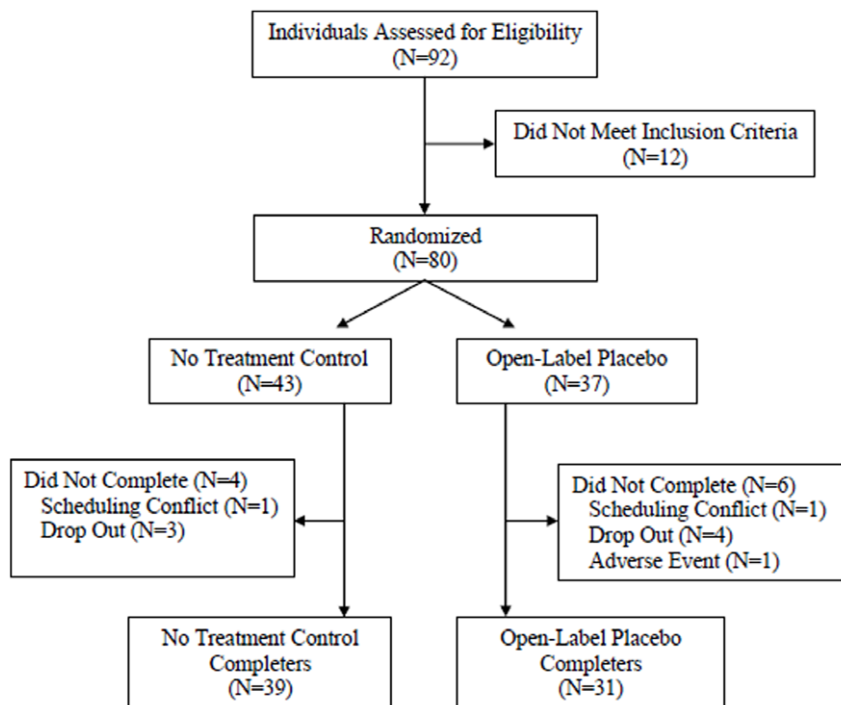 Individuals Assessed for Eligibility
(N=92)
Did Not Meet Inclusion Criteria
(N=12)
Randomized
(N=80)
No Treatment Control
(N=43)
Open-Label Placebo
(N=37)
Did Not Complete (N=4)
Scheduling Conflict (N=1)
Drop Out (N=3)
Did Not Complete (N=6)
Scheduling Conflict (N=1)
Drop Out (N=4)
Adverse Event (N=1)
No Treatment Control
Completers
(N=39)
Open-Label Placebo
Completers
(N=31)